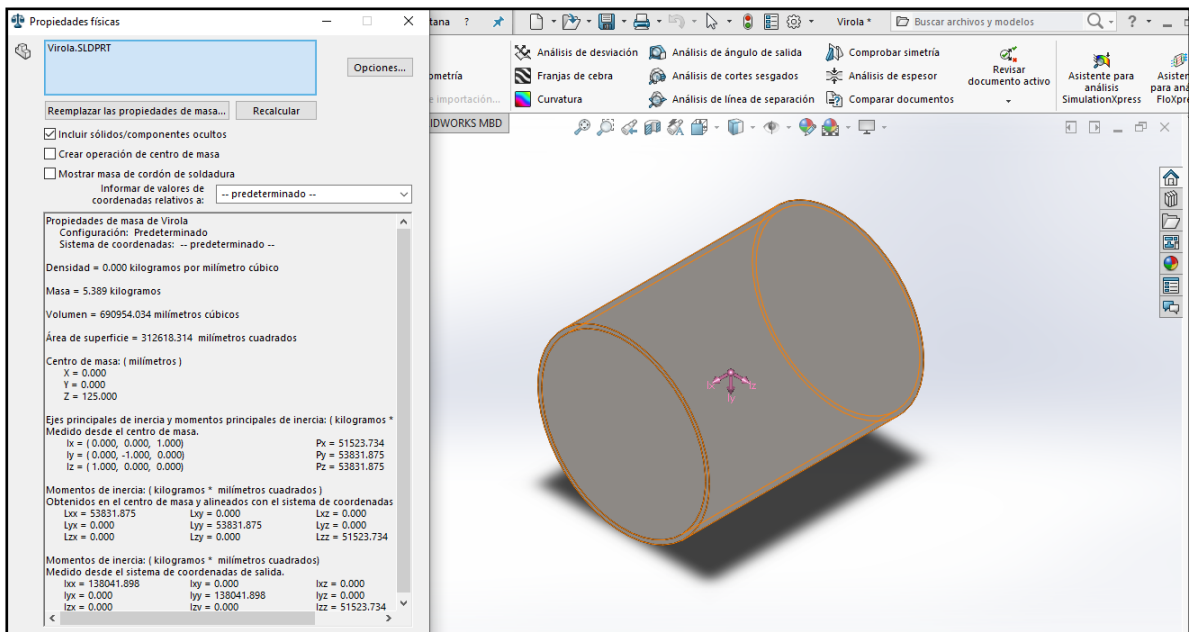 Propiedades físicas
Virola.SLDPRT
Opciones...
Reemplazar las propiedades de masa...
Recalcular
Incluir sólidos/componentes ocultos
Crear operación de centro de masa
Mostrar masa de cordón de soldadura
Informar de valores de
coordenadas relativos a:
-- predeterminado --
Propiedades de masa de Virola
Configuración: Predeterminado
Sistema de coordenadas: -- predeterminado --
Densidad = 0.000 kilogramos por milímetro cúbico
Masa = 5.389 kilogramos
Volumen = 690954.034 milímetros cúbicos
Área de superficie = 312618.314 milímetros cuadrados
Centro de masa: ( milímetros )
X = 0.000
Y = 0.000
Z = 125.000
Ejes principales de inercia y momentos principales de inercia: ( kilogramos *
Medido desde el centro de masa.
Ix = ( 0.000, 0.000, 1.000) Px = 51523.734
Iy = ( 0.000, -1.000, 0.000) Py = 53831.875
Iz = ( 1.000, 0.000, 0.000) Pz = 53831.875
Momentos de inercia: ( kilogramos * milímetros cuadrados )
Obtenidos en el centro de masa y alineados con el sistema de coordenadas
Lxx = 53831.875 Lxy = 0.000 Lxz = 0.000
Lyx = 0.000 Lyy = 53831.875 Lyz = 0.000
Lzx = 0.000 Lzy = 0.000 Lzz = 51523.734
Momentos de inercia: ( kilogramos * milímetros cuadrados)
Medido desde el sistema de coordenadas de salida.
Ixx = 138041.898 Ixy = 0.000 Ixz = 0.000
Iyx = 0.000 Iyy = 138041.898 Iyz = 0.000
Izx = 0.000 Izy = 0.000 Izz = 51523.734
tana ?
Virola *
Buscar archivos y modelos
?
ometría
e importación...
Análisis de desviación
Franjas de cebra
Curvatura
Análisis de ángulo de salida
Análisis de cortes sesgados
Análisis de línea de separación
Comprobar simetría
Análisis de espesor
Comparar documentos
Revisar
documento activo
Asistente para
análisis
SimulationXpress
Asisten
para aná
FloXpre
IDWORKS MBD
Ix
Iy
Iz